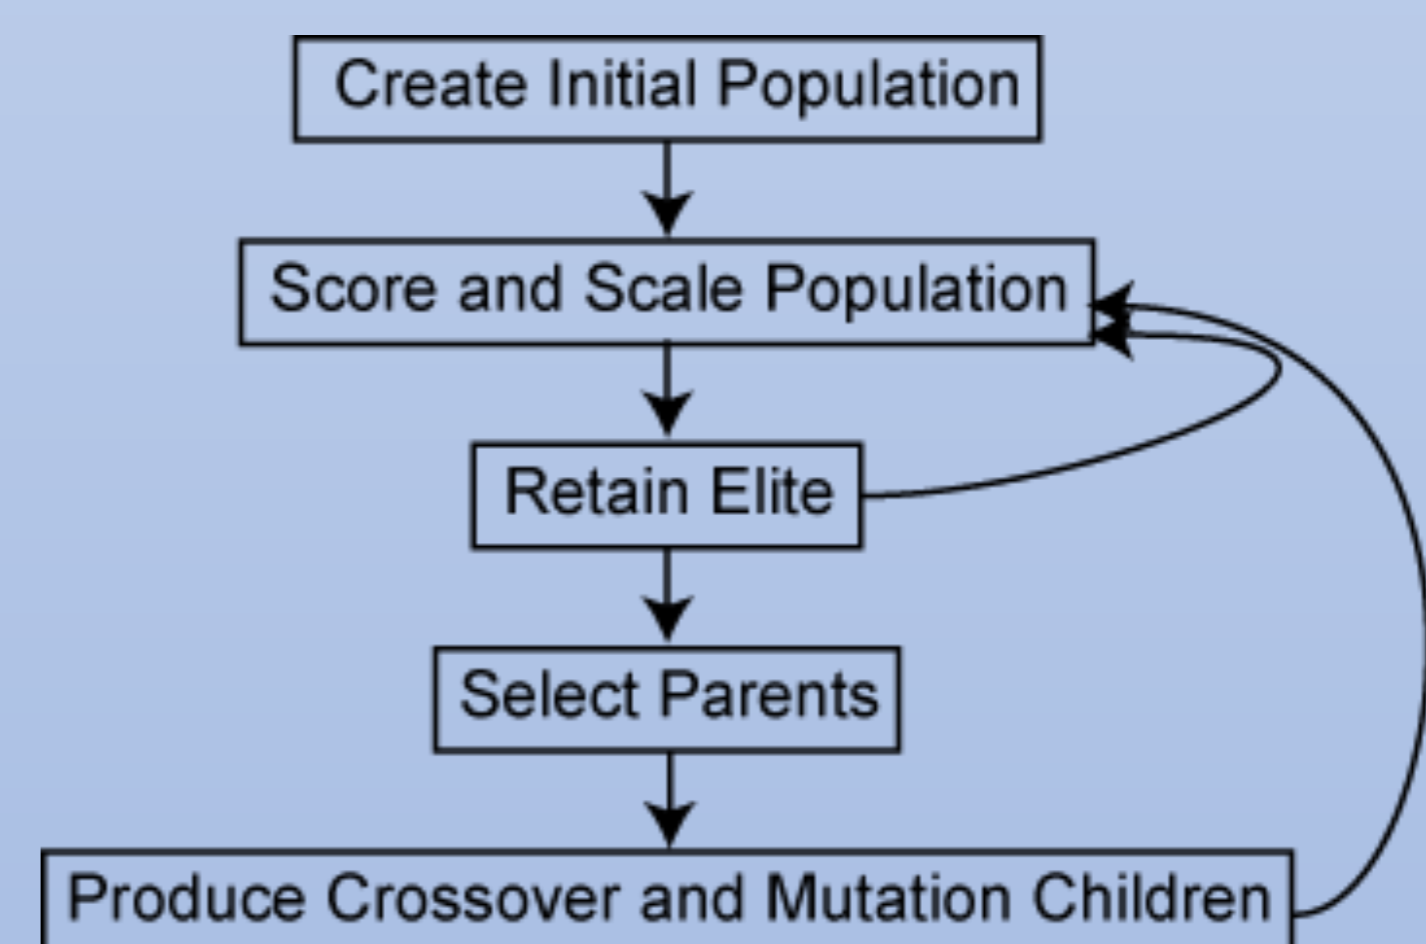 Create Initial Population
Score and Scale Population
Retain Elite
Select Parents
Produce Crossover and Mutation Children